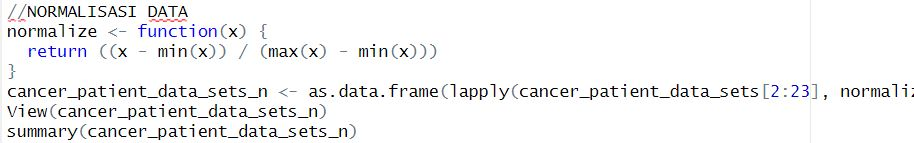 //NORMALISASI DATA
normalize <- function(x) {
  return ((x - min(x)) / (max(x) - min(x)))
}
cancer_patient_data_sets_n <- as.data.frame(lapply(cancer_patient_data_sets[2:23], normaliz
View(cancer_patient_data_sets_n)
summary(cancer_patient_data_sets_n)